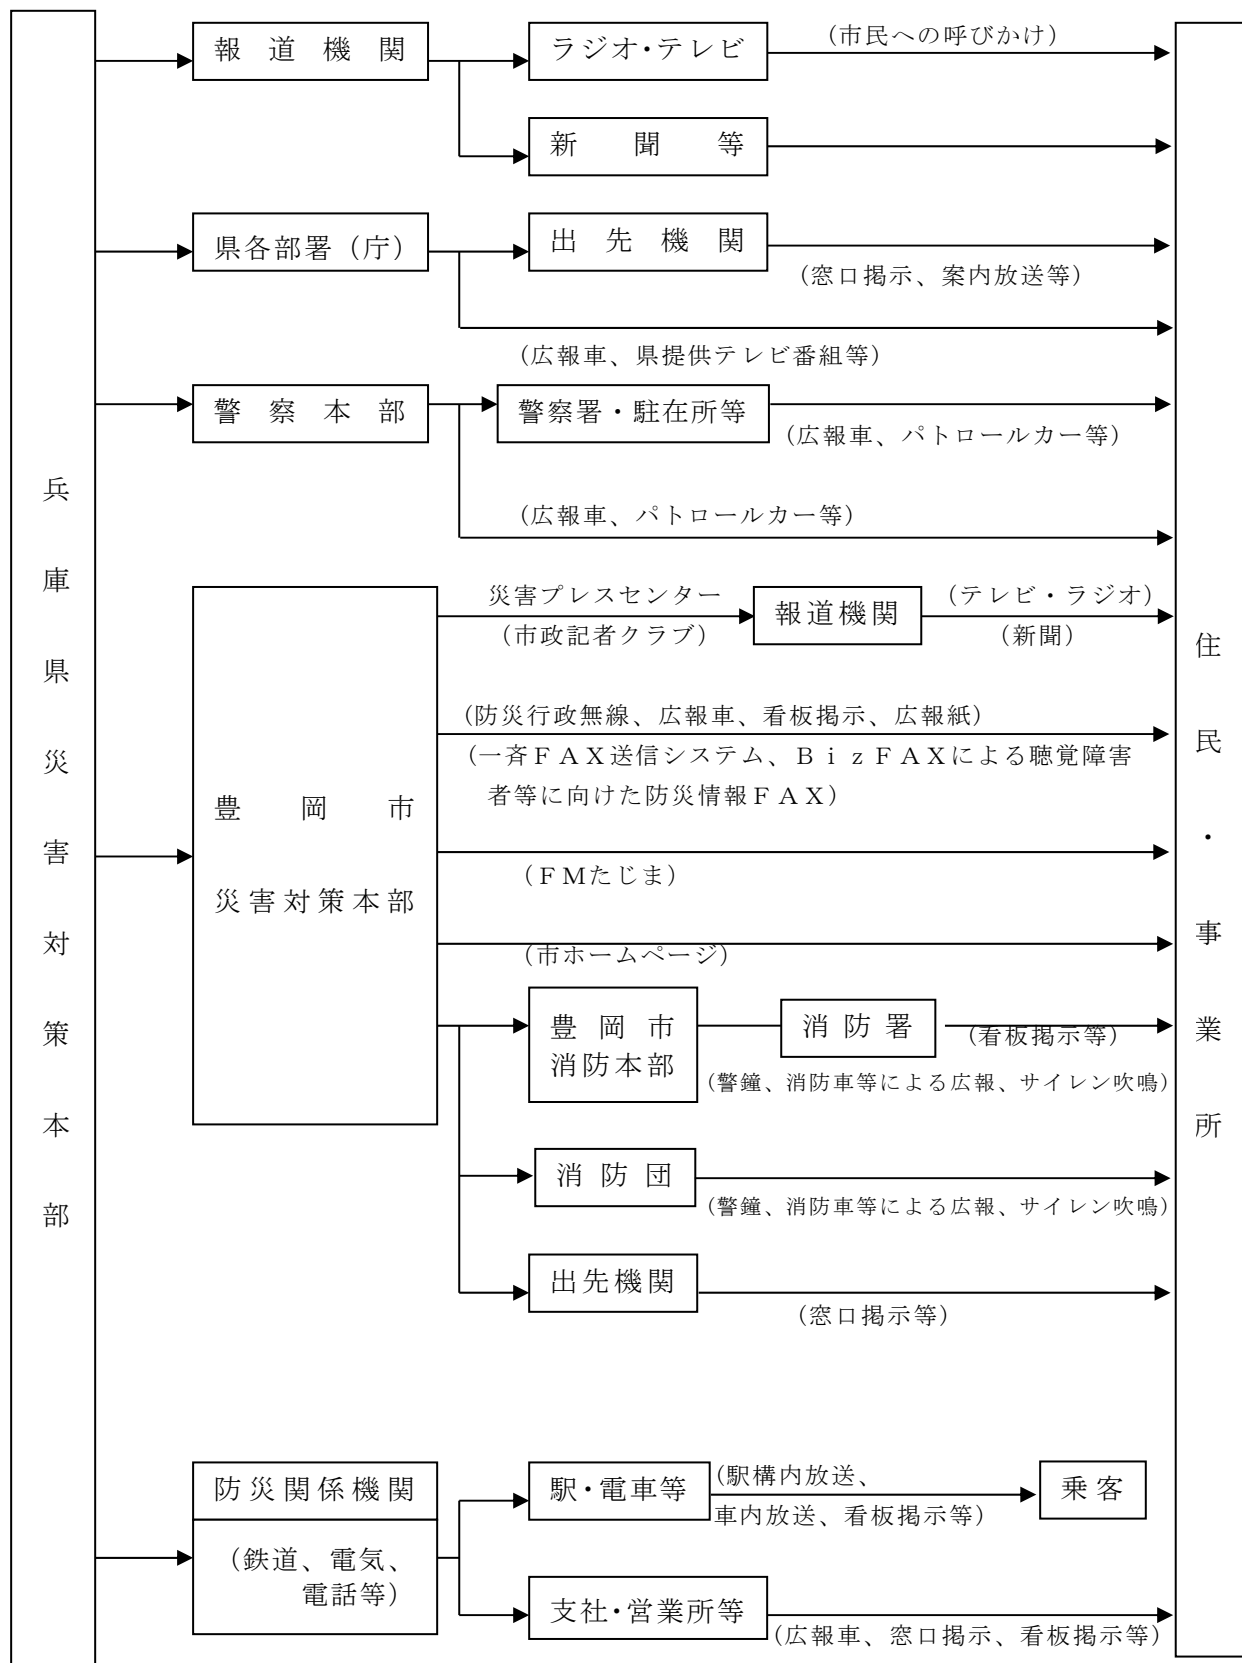 兵庫県災害対策本部
報道機関
ラジオ・テレビ
(市民への呼びかけ)
新聞等
県各部署（庁）
出先機関
(窓口掲示、案内放送等)
(広報車、県提供テレビ番組等)
警察本部
警察署・駐在所等
(広報車、パトロールカー等)
(広報車、パトロールカー等)
豊岡市
災害対策本部
災害プレスセンター
(市政記者クラブ)
報道機関
(テレビ・ラジオ)
(新聞)
(防災行政無線、広報車、看板掲示、広報紙)
(一斉ＦＡＸ送信システム、ＢｉｚＦAXによる聴覚障害
者等に向けた防災情報ＦＡＸ)
(ＦMたじま)
(市ホームページ)
豊岡市
消防本部
消防署
(看板掲示等)
(警鐘、消防車等による広報、サイレン吹鳴)
消防団
(警鐘、消防車等による広報、サイレン吹鳴)
出先機関
(窓口掲示等)
防災関係機関
（鉄道、電気、
電話等）
駅・電車等
(駅構内放送、
車内放送、看板掲示等)
乗客
支社・営業所等
(広報車、窓口掲示、看板掲示等)
住民・事業所